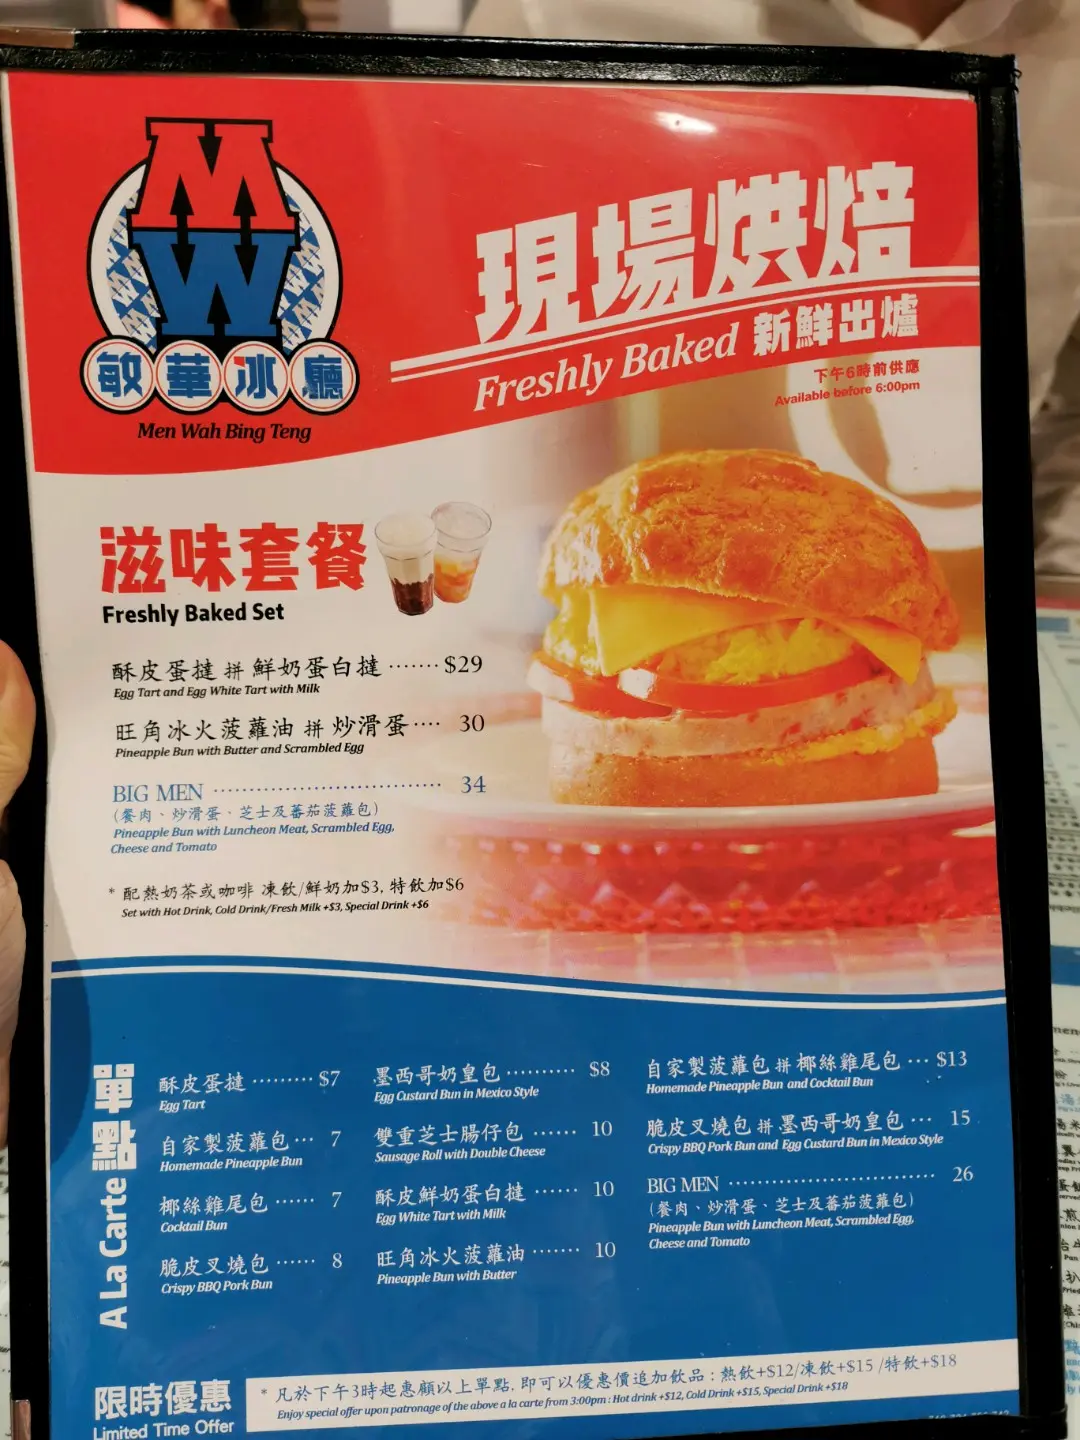 MW
敏華冰廳
Men Wah Bing Teng
現場烘焙
Freshly Baked 新鮮出爐
下午6時前供應
Available before 6:00pm
滋味套餐
Freshly Baked Set
酥皮蛋撻 拼 鮮奶蛋白撻 ······· $29
Egg Tart and Egg White Tart with Milk
旺角冰火菠蘿油 拼 炒滑蛋 ···· 30
Pineapple Bun with Butter and Scrambled Egg
BIG MEN ································ 34
(餐肉、炒滑蛋、芝士及蕃茄菠蘿包)
Pineapple Bun with Luncheon Meat, Scrambled Egg,
Cheese and Tomato
* 配熱奶茶或咖啡 凍飲/鮮奶加$3, 特飲加$6
Set with Hot Drink, Cold Drink/Fresh Milk +$3, Special Drink +$6
單點
A La Carte
酥皮蛋撻 ········· $7
Egg Tart
自家製菠蘿包 ··· 7
Homemade Pineapple Bun
椰絲雞尾包 ······ 7
Cocktail Bun
脆皮叉燒包 ······ 8
Crispy BBQ Pork Bun
墨西哥奶皇包 ·········· $8
Egg Custard Bun in Mexico Style
雙重芝士腸仔包 ······ 10
Sausage Roll with Double Cheese
酥皮鮮奶蛋白撻 ······ 10
Egg White Tart with Milk
旺角冰火菠蘿油 ······· 10
Pineapple Bun with Butter
自家製菠蘿包 拼 椰絲雞尾包 ··· $13
Homemade Pineapple Bun and Cocktail Bun
脆皮叉燒包 拼 墨西哥奶皇包 ··· 15
Crispy BBQ Pork Bun and Egg Custard Bun in Mexico Style
BIG MEN ····························· 26
(餐肉、炒滑蛋、芝士及蕃茄菠蘿包)
Pineapple Bun with Luncheon Meat, Scrambled Egg,
Cheese and Tomato
限時優惠
Limited Time Offer
* 凡於下午3時起惠顧以上單點, 即可以優惠價追加飲品 : 熱飲+$12/凍飲+$15 /特飲+$18
Enjoy special offer upon patronage of the above a la carte from 3:00pm : Hot drink +$12, Cold Drink +$15, Special Drink +$18